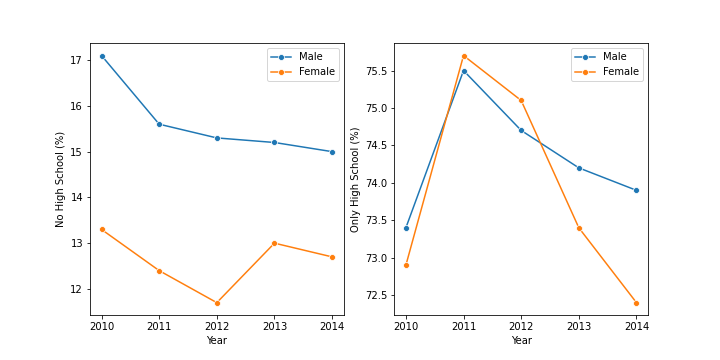 No High School (%)
17
16
15
14
13
12
2010 2011 2012 2013 2014
Year
Male
Female
Only High School (%)
75.5
75.0
74.5
74.0
73.5
73.0
72.5
2010 2011 2012 2013 2014
Year
Male
Female